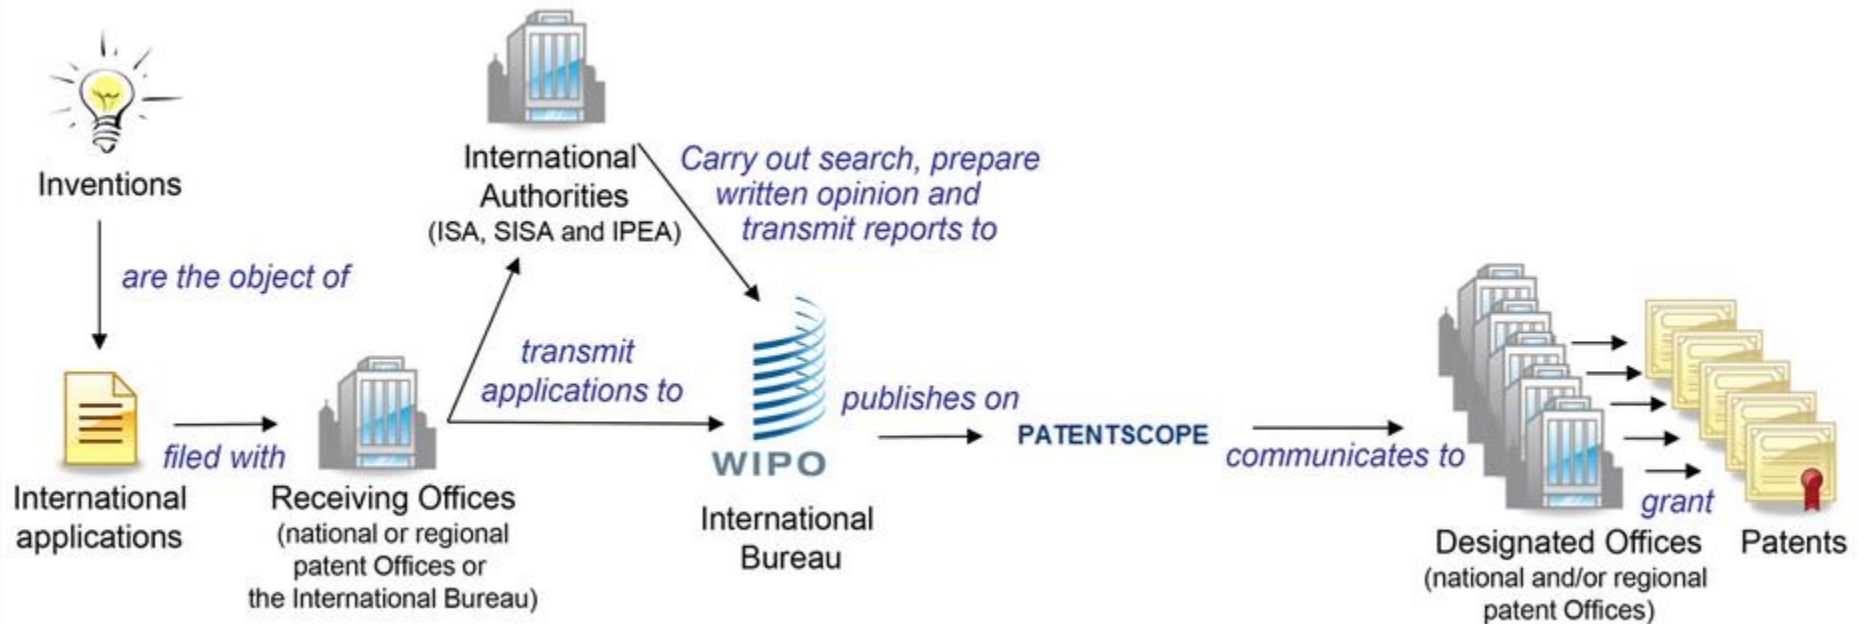 Inventions
are the object of
International
applications
filed with
Receiving Offices
(national or regional
patent Offices or
the International Bureau)
transmit
applications to
International
Authorities
(ISA, SISA and IPEA)
Carry out search, prepare
written opinion and
transmit reports to
WIPO
International
Bureau
publishes on
PATENTSCOPE
communicates to
Designated Offices
(national and/or regional
patent Offices)
grant
Patents